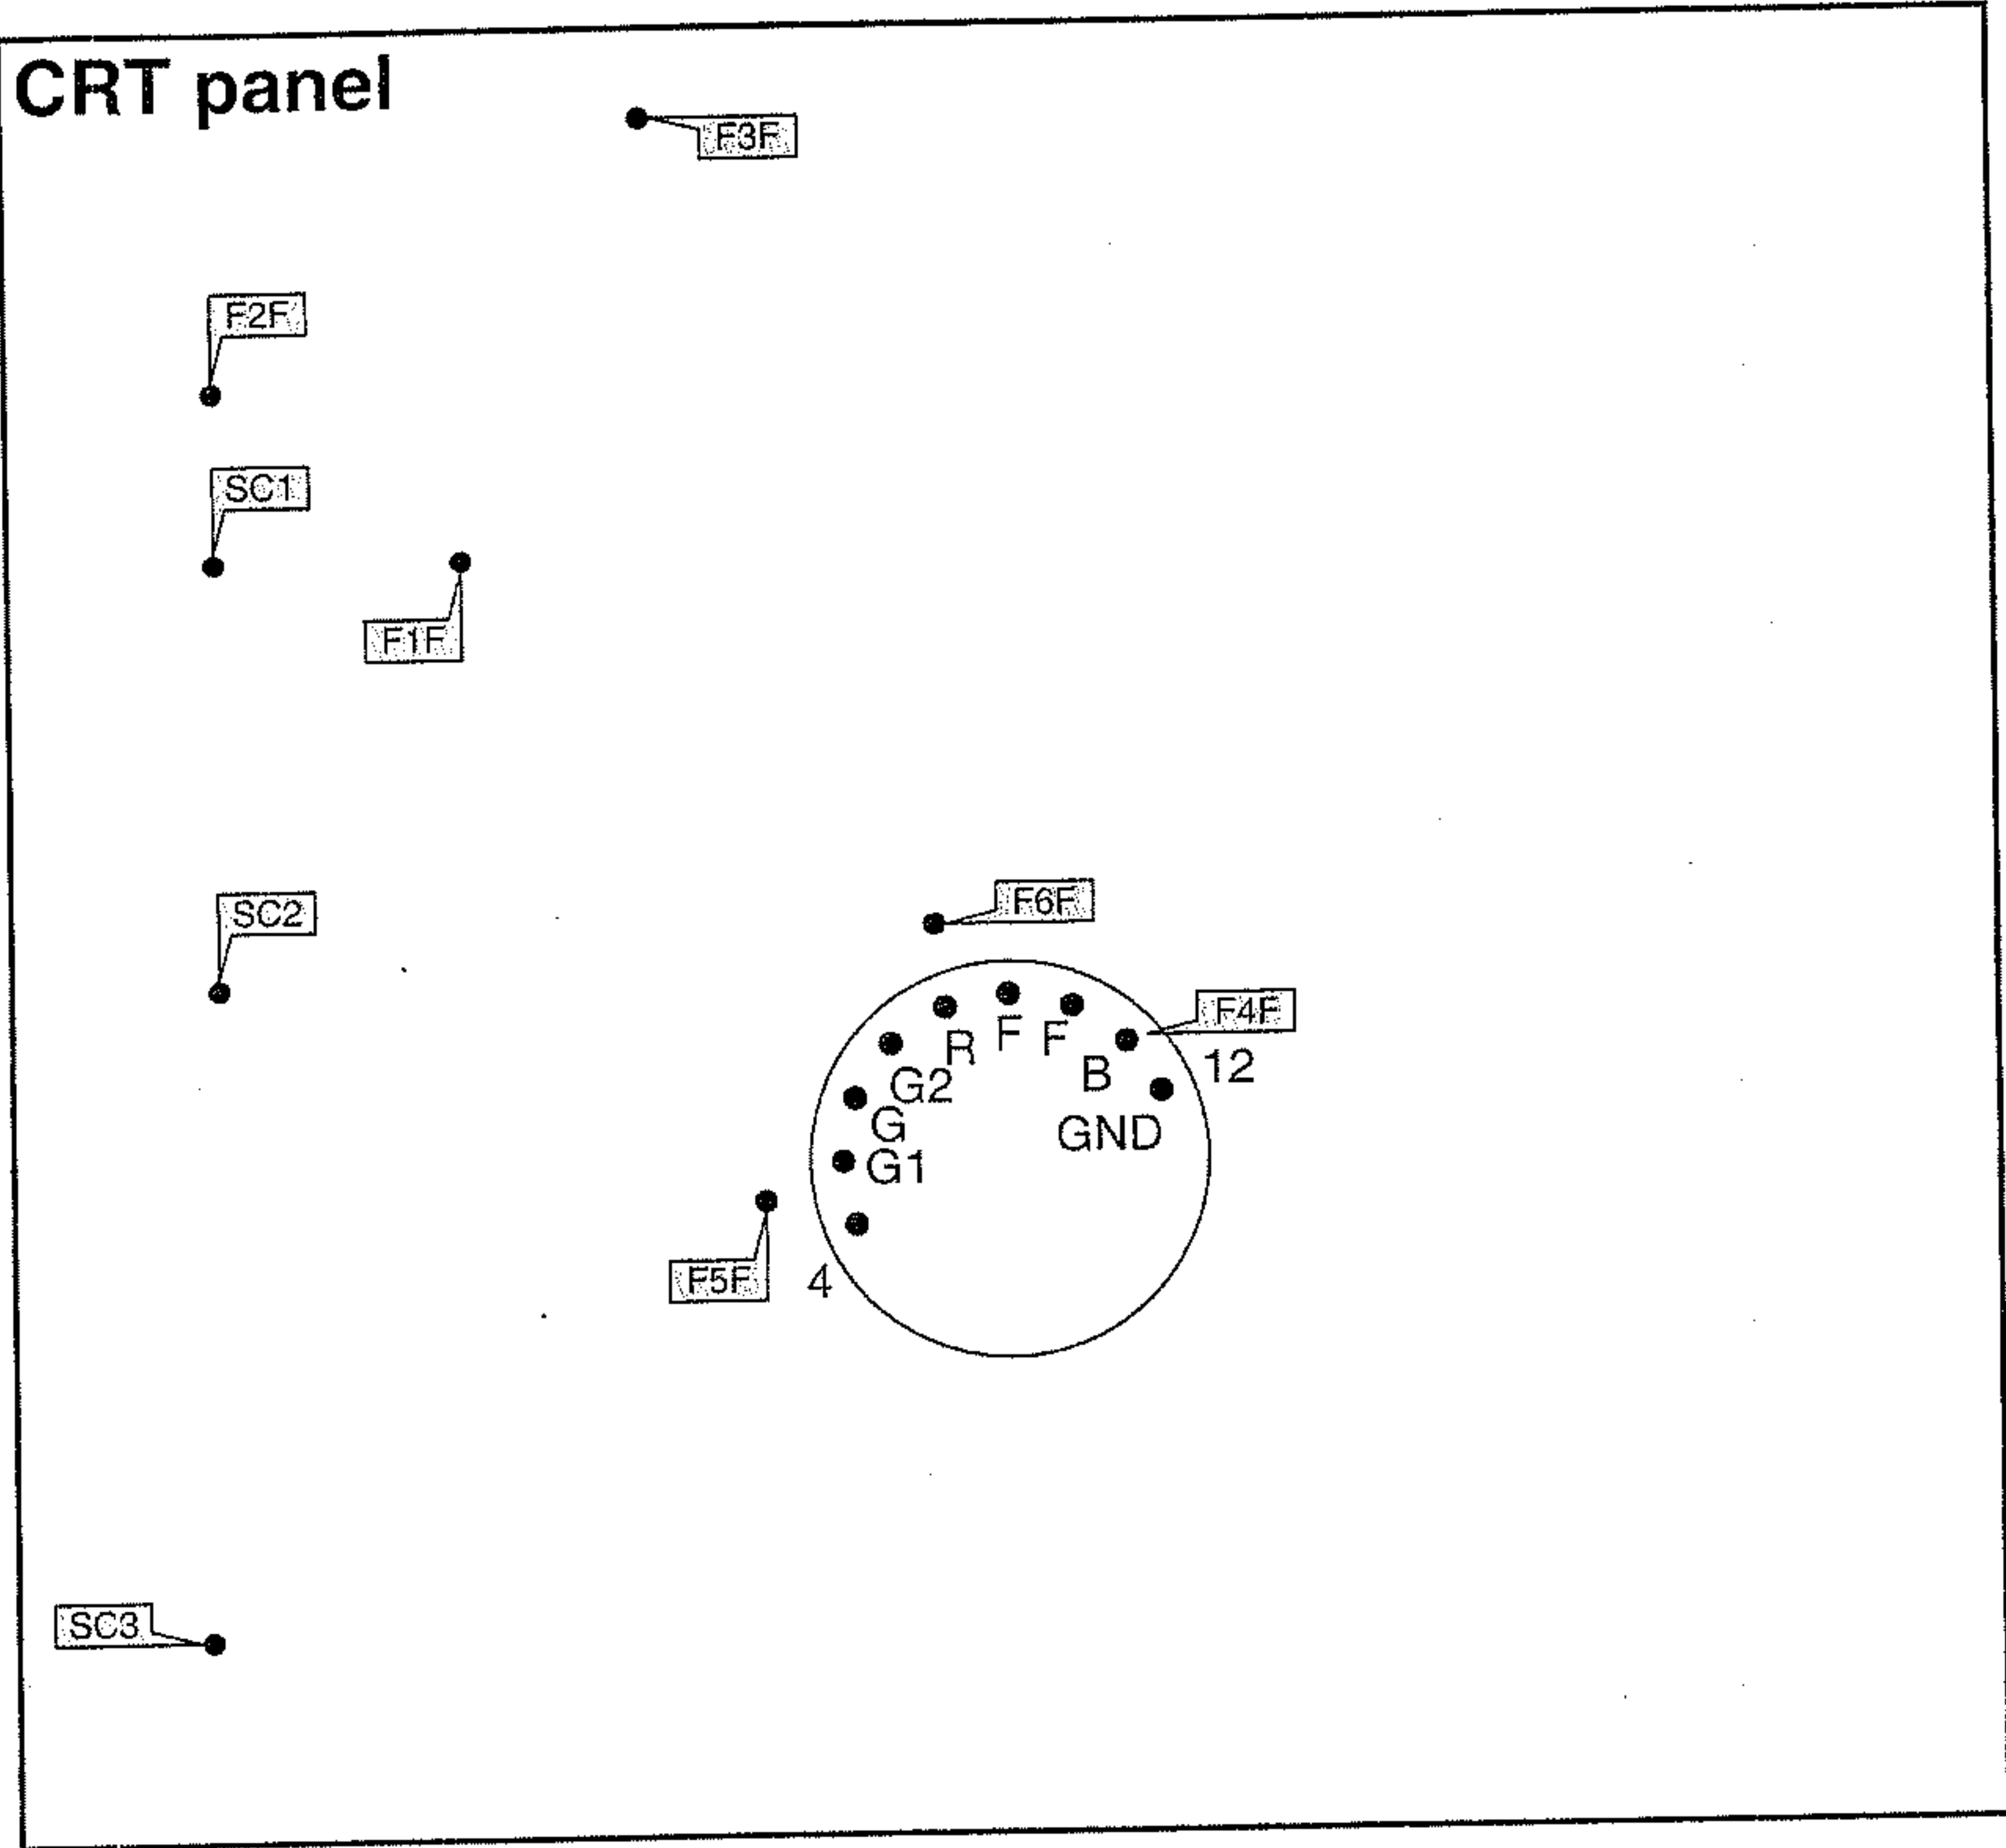 CRT panel
F3F
F2F
SC1
F1F
SC2
F6F
F4F
R F F
B 12
G2
G
GND
G1
F5F 4
SC3